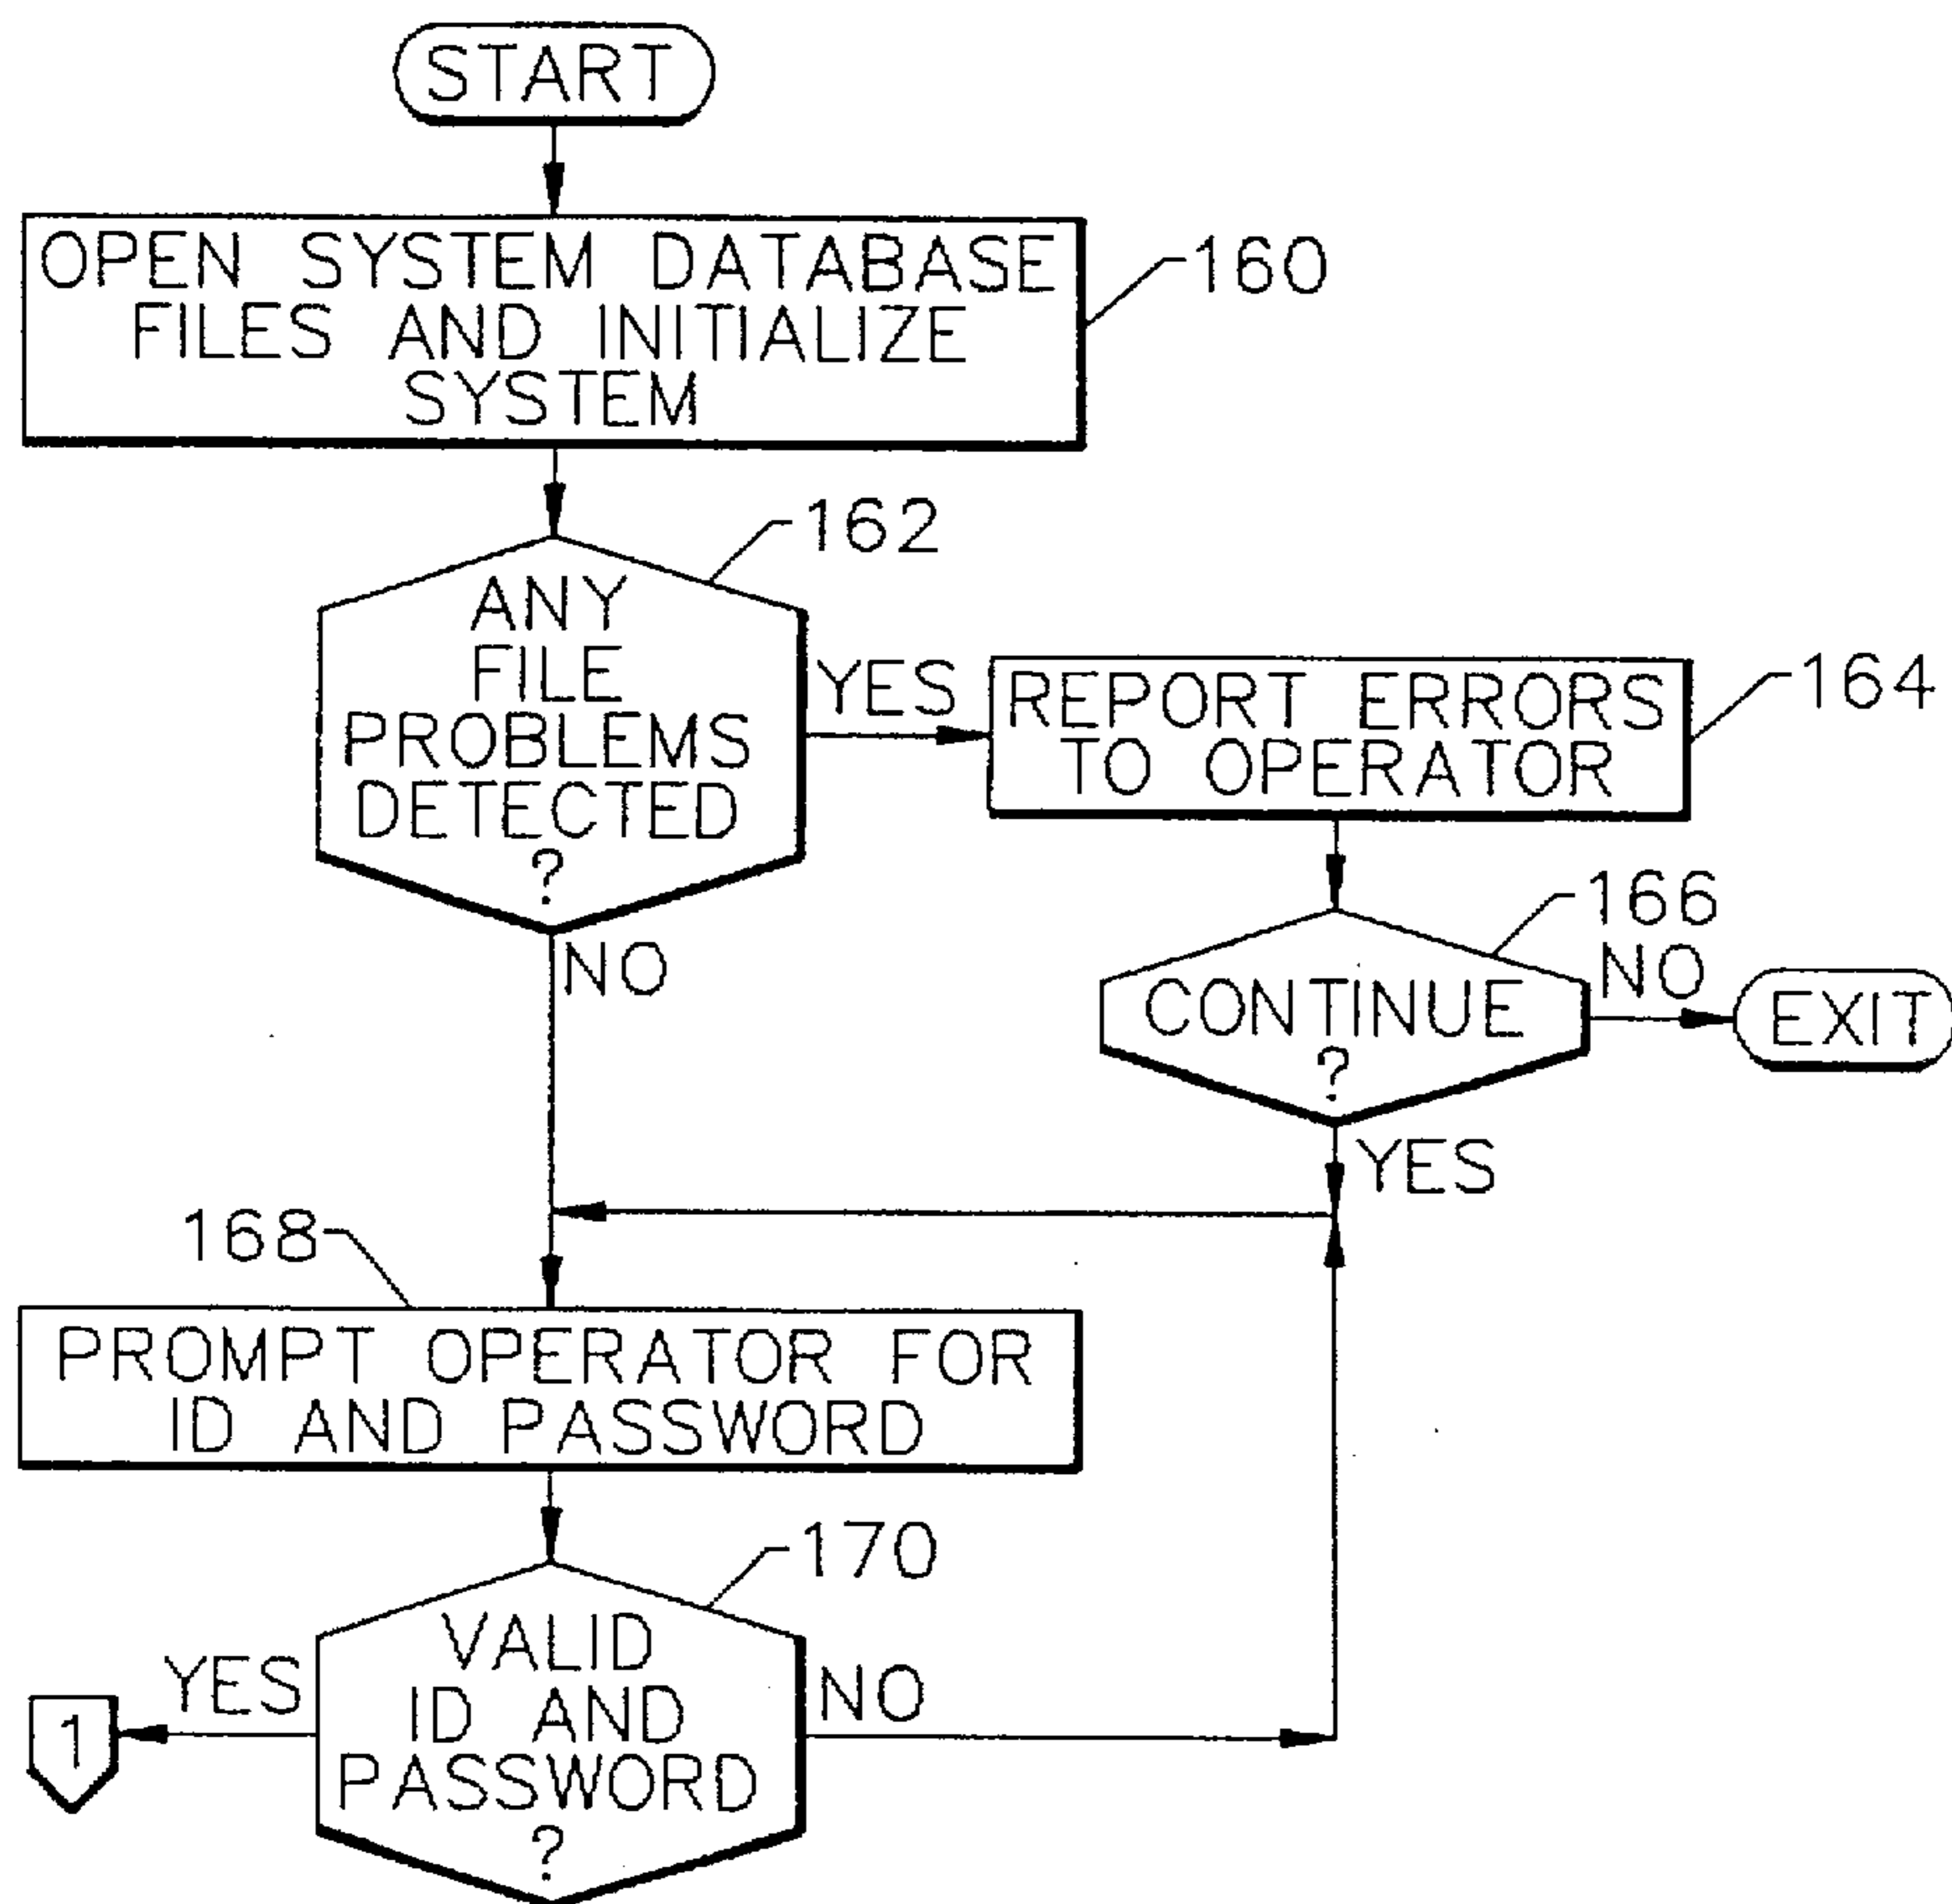 START
OPEN SYSTEM DATABASE
FILES AND INITIALIZE
SYSTEM
160
162
ANY
FILE
PROBLEMS
DETECTED
?
YES
REPORT ERRORS
TO OPERATOR
164
166
NO
CONTINUE
?
NO
EXIT
YES
168
PROMPT OPERATOR FOR
ID AND PASSWORD
170
VALID
ID AND
PASSWORD
?
YES
NO
1